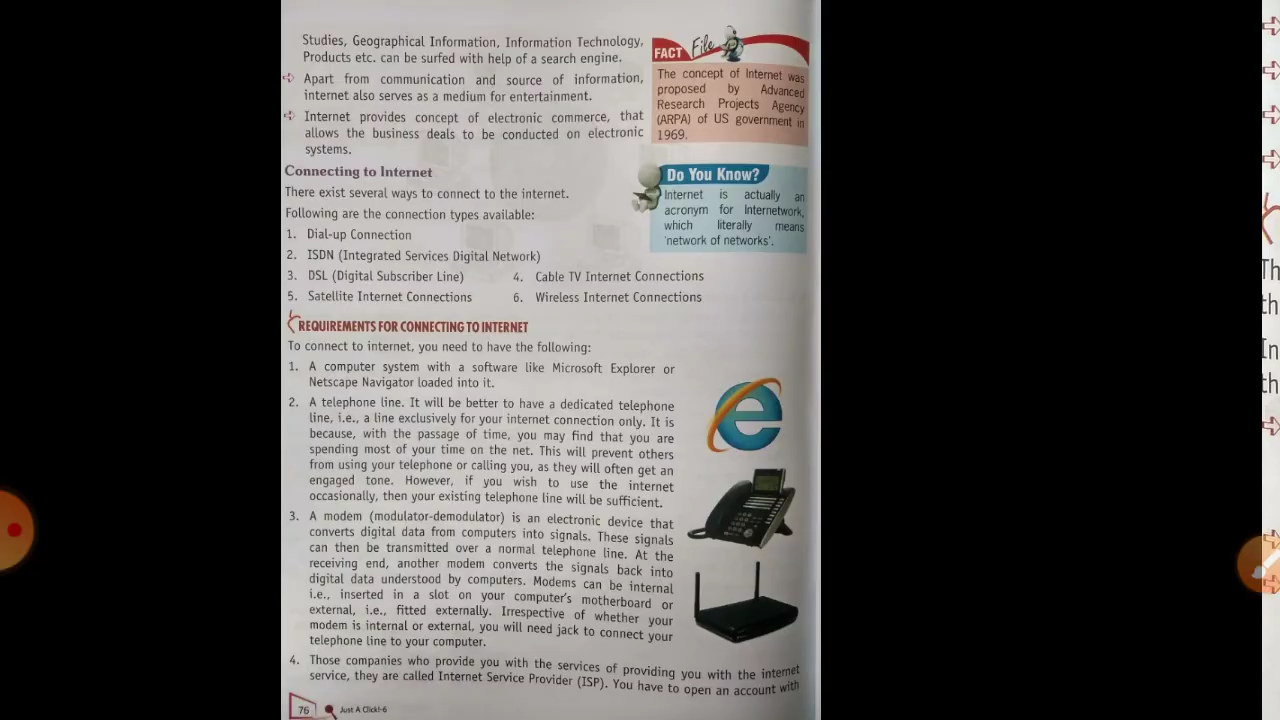 Studies, Geographical Information, Information Technology,
Products etc. can be surfed with help of a search engine.
Apart from communication and source of information,
internet also serves as a medium for entertainment.
Internet provides concept of electronic commerce, that
allows the business deals to be conducted on electronic
systems.
FACT File
The concept of Internet was
proposed by Advanced
Research Projects Agency
(ARPA) of US government in
1969.
Connecting to Internet
There exist several ways to connect to the internet.
Following are the connection types available:
1. Dial-up Connection
2. ISDN (Integrated Services Digital Network)
3. DSL (Digital Subscriber Line) 4. Cable TV Internet Connections
5. Satellite Internet Connections 6. Wireless Internet Connections
Do You Know?
Internet is actually an
acronym for Internetwork,
which literally means
'network of networks'.
REQUIREMENTS FOR CONNECTING TO INTERNET
To connect to internet, you need to have the following:
1. A computer system with a software like Microsoft Explorer or
Netscape Navigator loaded into it.
2. A telephone line. It will be better to have a dedicated telephone
line, i.e., a line exclusively for your internet connection only. It is
because, with the passage of time, you may find that you are
spending most of your time on the net. This will prevent others
from using your telephone or calling you, as they will often get an
engaged tone. However, if you wish to use the internet
occasionally, then your existing telephone line will be sufficient.
3. A modem (modulator-demodulator) is an electronic device that
converts digital data from computers into signals. These signals
can then be transmitted over a normal telephone line. At the
receiving end, another modem converts the signals back into
digital data understood by computers. Modems can be internal
i.e., inserted in a slot on your computer's motherboard or
external, i.e., fitted externally. Irrespective of whether your
modem is internal or external, you will need jack to connect your
telephone line to your computer.
4. Those companies who provide you with the services of providing you with the internet
service, they are called Internet Service Provider (ISP). You have to open an account with
76 Just A Click!-6
Th
th
In
th